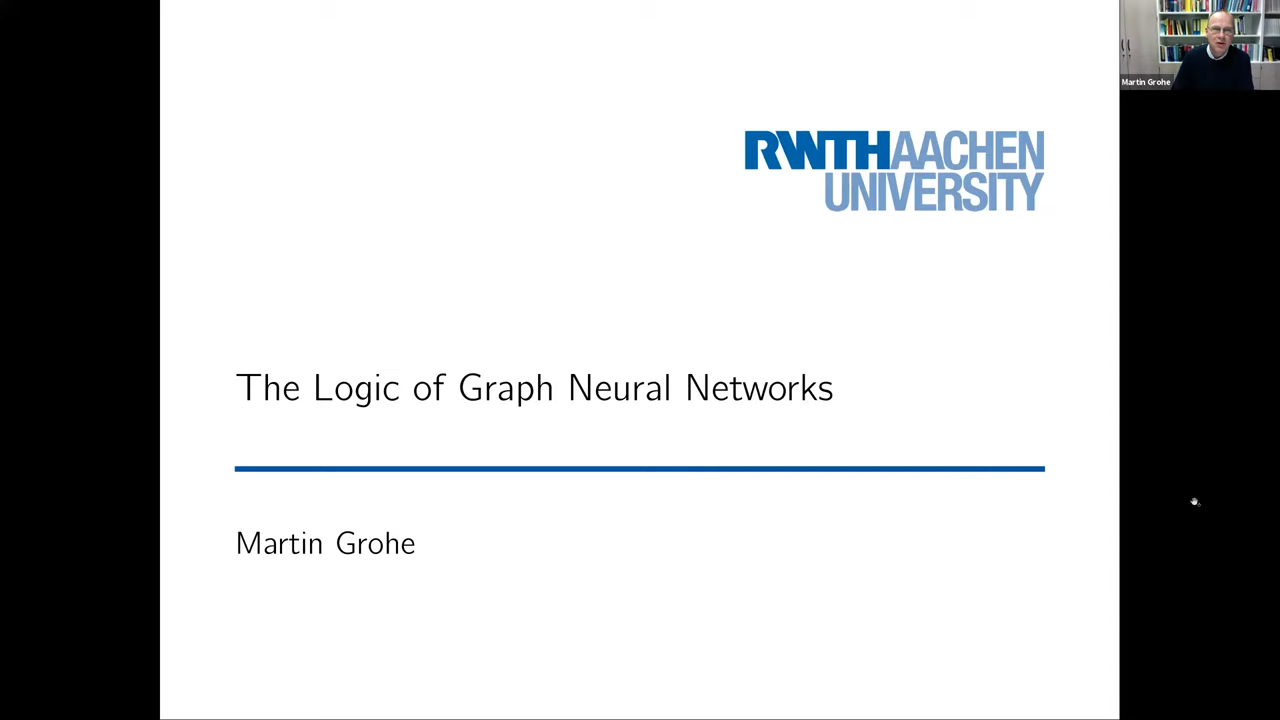 Martin Grohe
RWTHAACHEN
UNIVERSITY
The Logic of Graph Neural Networks
Martin Grohe